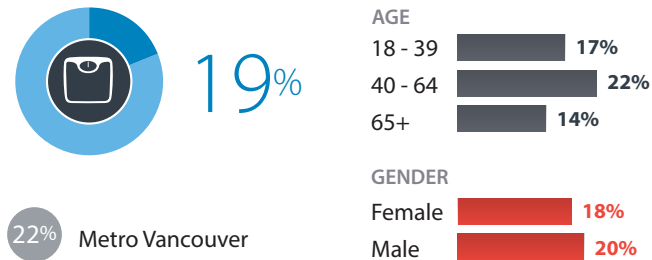 19%
22% Metro Vancouver
AGE
18 - 39 17%
40 - 64 22%
65+ 14%
GENDER
Female 18%
Male 20%